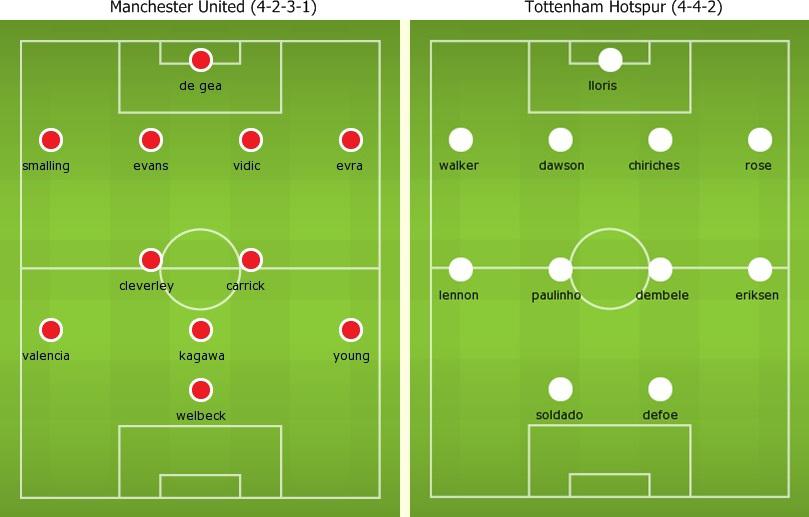 Manchester United (4-2-3-1)
de gea
smalling evans vidic evra
cleverley carrick
valencia kagawa young
welbeck
Tottenham Hotspur (4-4-2)
lloris
walker dawson chiriches rose
lennon paulinho dembele eriksen
soldado defoe